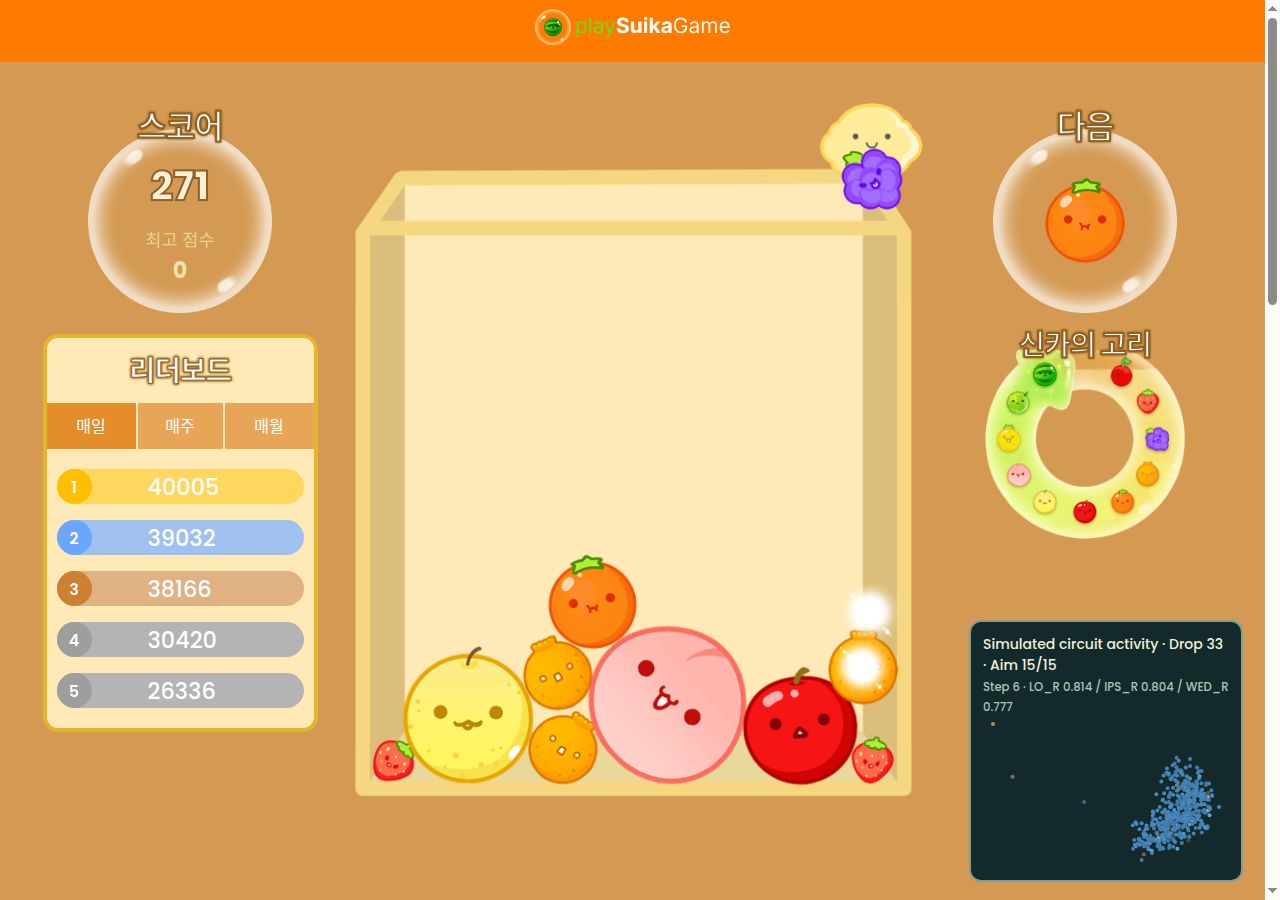 playSuikaGame
스코어
271
최고 점수
0
다음
리더보드
매일 매주 매월
1 40005
2 39032
3 38166
4 30420
5 26336
신카의 고리
Simulated circuit activity · Drop 33
· Aim 15/15
Step 6 · LO_R 0.814 / IPS_R 0.804 / WED_R
0.777